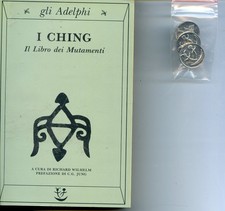 gli Adelphi
I CHING
Il Libro dei Mutamenti
A CURA DI RICHARD WILHELM
PREFAZIONE DI C. G. JUNG